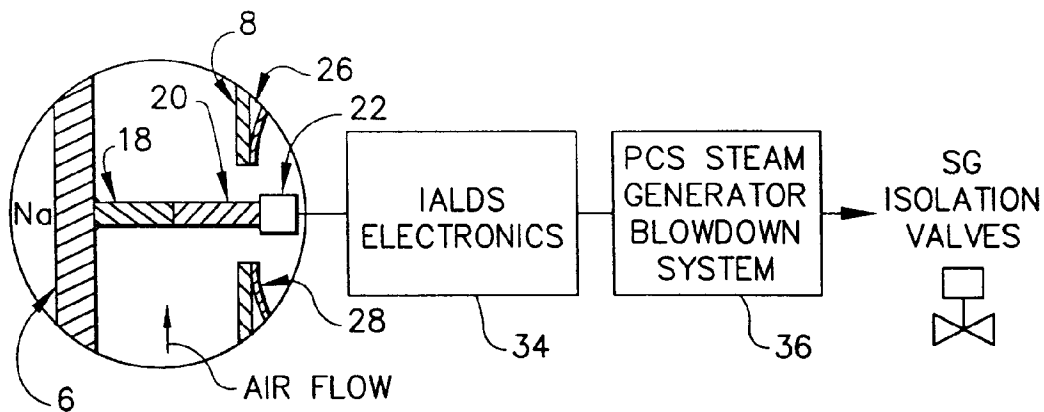 8
26
20
22
18
Na
6
28
AIR FLOW
IALDS
ELECTRONICS
34
PCS STEAM
GENERATOR
BLOWDOWN
SYSTEM
36
SG
ISOLATION
VALVES